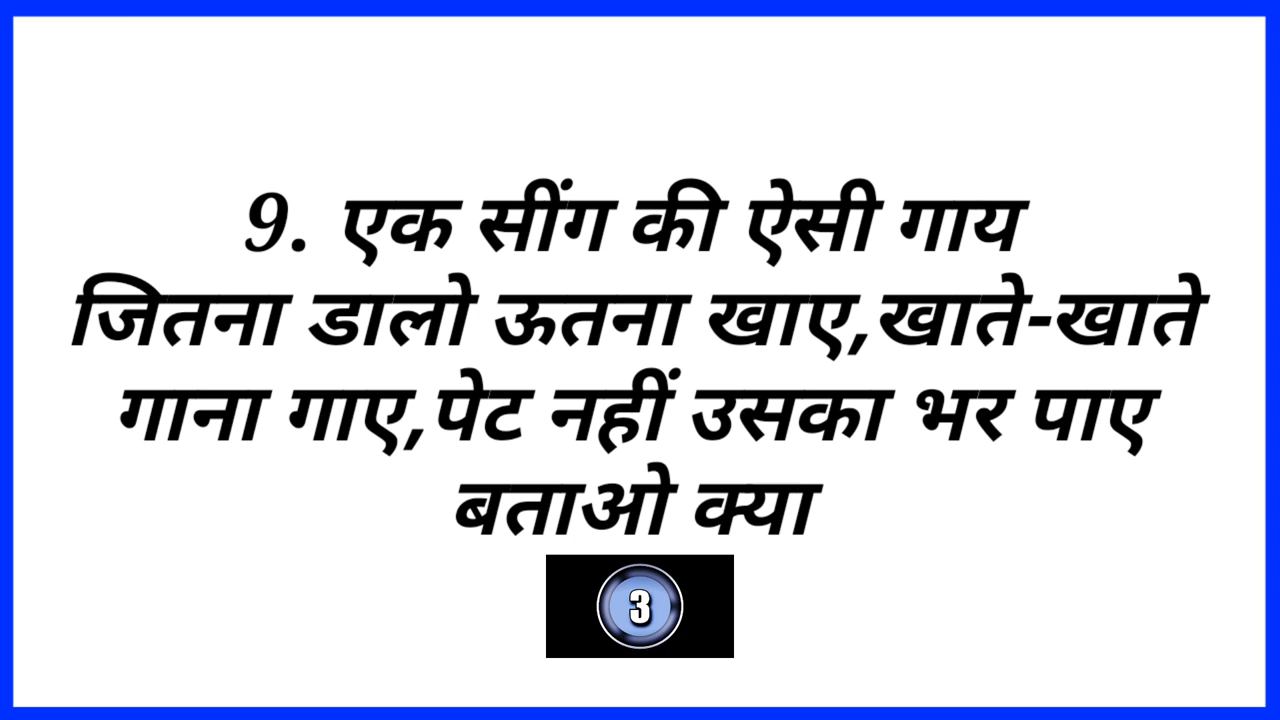 9. एक सींग की ऐसी गाय
जितना डालो ऊतना खाए,खाते-खाते
गाना गाए,पेट नहीं उसका भर पाए
बताओ क्या
3